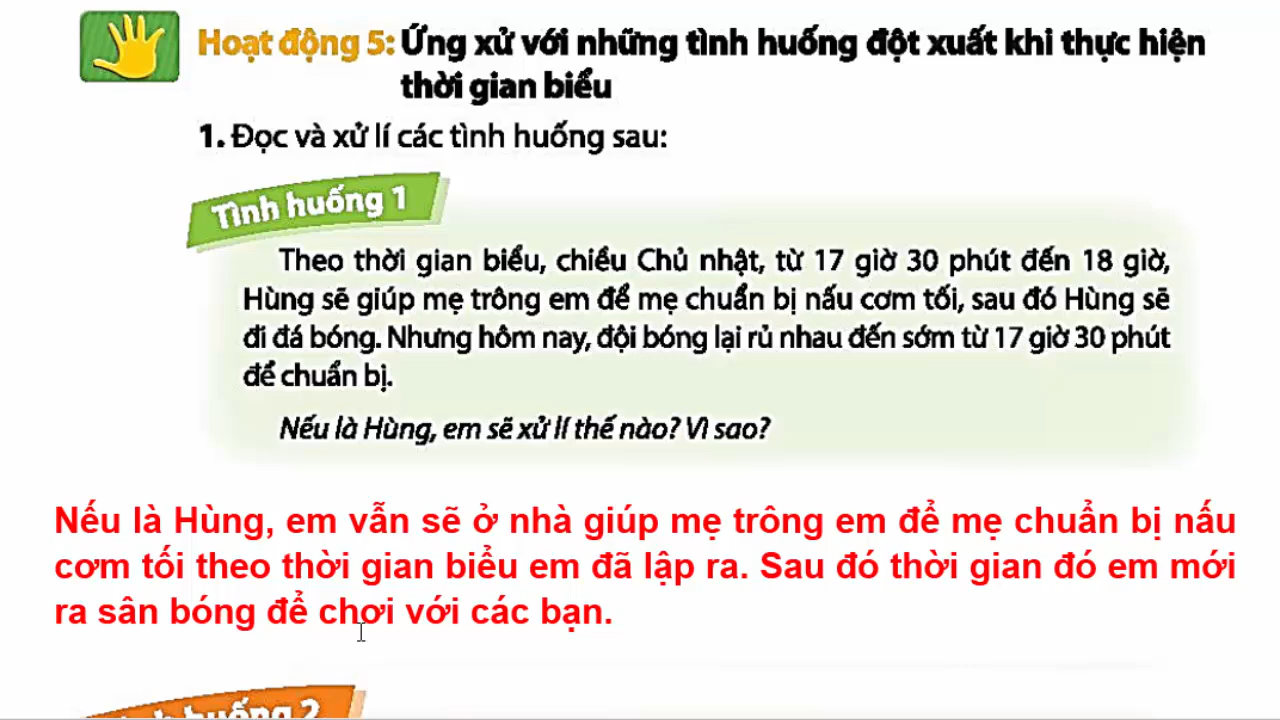 Hoạt động 5: Ứng xử với những tình huống đột xuất khi thực hiện
thời gian biểu
1. Đọc và xử lí các tình huống sau:
Tình huống 1
Theo thời gian biểu, chiều Chủ nhật, từ 17 giờ 30 phút đến 18 giờ,
Hùng sẽ giúp mẹ trông em để mẹ chuẩn bị nấu cơm tối, sau đó Hùng sẽ
đi đá bóng. Nhưng hôm nay, đội bóng lại rủ nhau đến sớm từ 17 giờ 30 phút
để chuẩn bị.
Nếu là Hùng, em sẽ xử lí thế nào? Vì sao?
Nếu là Hùng, em vẫn sẽ ở nhà giúp mẹ trông em để mẹ chuẩn bị nấu
cơm tối theo thời gian biểu em đã lập ra. Sau đó thời gian đó em mới
ra sân bóng để chơi với các bạn.
huống 2